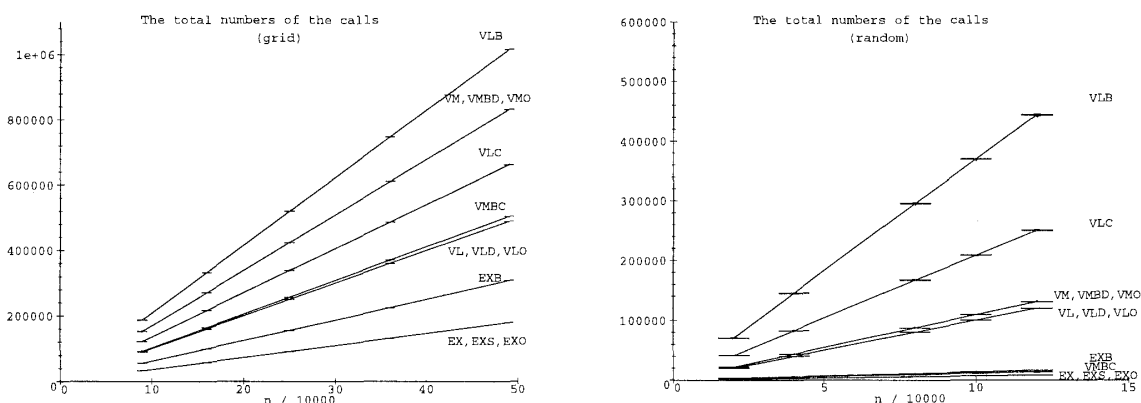 The total numbers of the calls
(grid)
1e+06
800000
600000
400000
200000
0
0
10
20
30
40
50
n / 10000
VLB
VM,VMBD,VMO
VLC
VMBC
VL,VLD,VLO
EXB
EX,EXS,EXO
The total numbers of the calls
(random)
600000
500000
400000
300000
200000
100000
0
0
5
10
15
n / 10000
VLB
VLC
VM,VMBD,VMO
VL,VLD,VLO
EXB
VMBC
EX,EXS,EXO